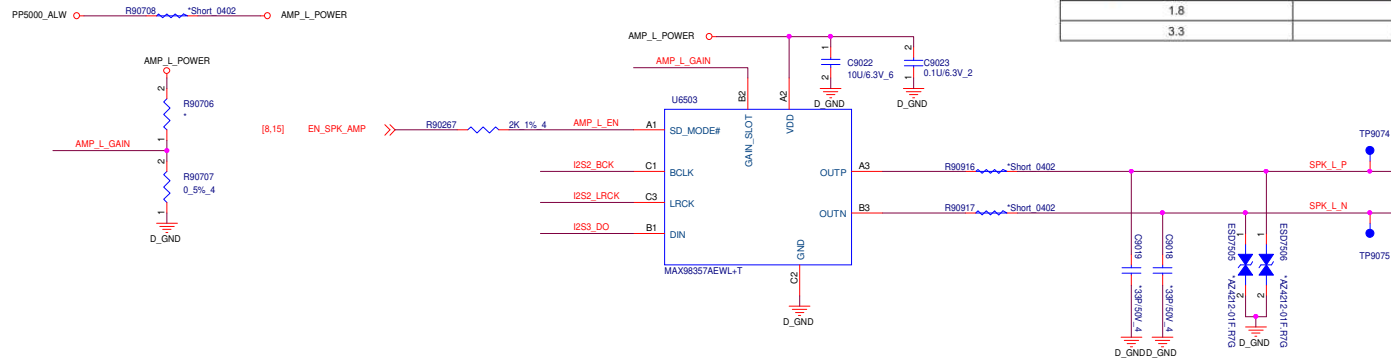 PP5000_ALW R90708 *Short_0402 AMP_L_POWER
1.8
3.3
AMP_L_POWER
AMP_L_GAIN
C9022
10U/6.3V_6
1
2
C9023
0.1U/6.3V_2
2
1
D_GND D_GND
AMP_L_POWER
2
R90706
*
1
AMP_L_GAIN
2
R90707
0_5%_4
1
D_GND
[8,15] EN_SPK_AMP R90267 2K_1%_4 AMP_L_EN A1
I2S2_BCK C1
I2S2_LRCK C3
I2S3_DO B1
U6503
B2 A2
GAIN_SLOT VDD
SD_MODE#
BCLK
LRCK
DIN
OUTP
OUTN
GND
MAX98357AEWL+T
C2
D_GND
A3 R90916 *Short_0402 SPK_L_P
B3 R90917 *Short_0402 SPK_L_N
TP9074
TP9075
C9019
*33P/50V_4
C9018
*33P/50V_4
D_GND D_GND
ESD7505
*AZ4212-01F.R7G
1
2
ESD7506
*AZ4212-01F.R7G
1
2
D_GND